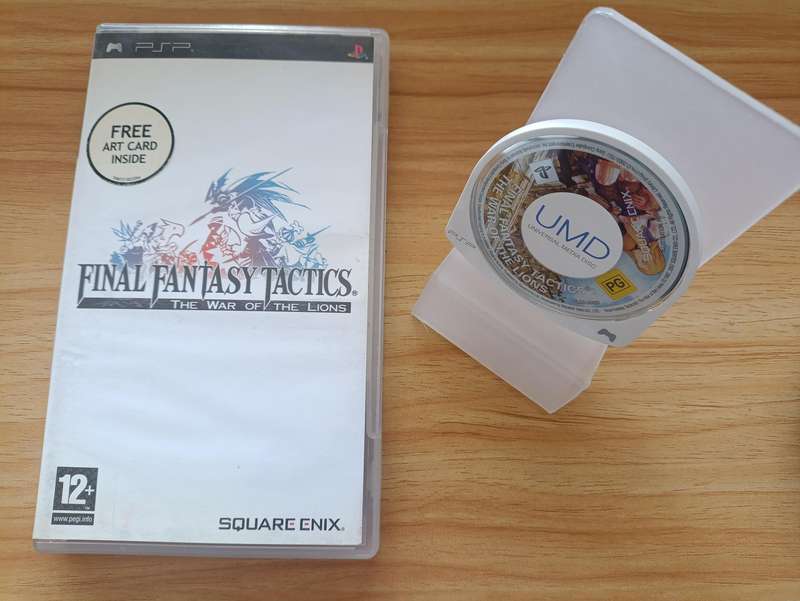 PSP
FREE
ART CARD
INSIDE
FINAL FANTASY TACTICS®
THE WAR OF THE LIONS
12+
www.pegi.info
SQUARE ENIX®
UMD
UNIVERSAL MEDIA DISC
FINAL FANTASY TACTICS
THE WAR OF THE LIONS
SQUARE ENIX
PG
PSP